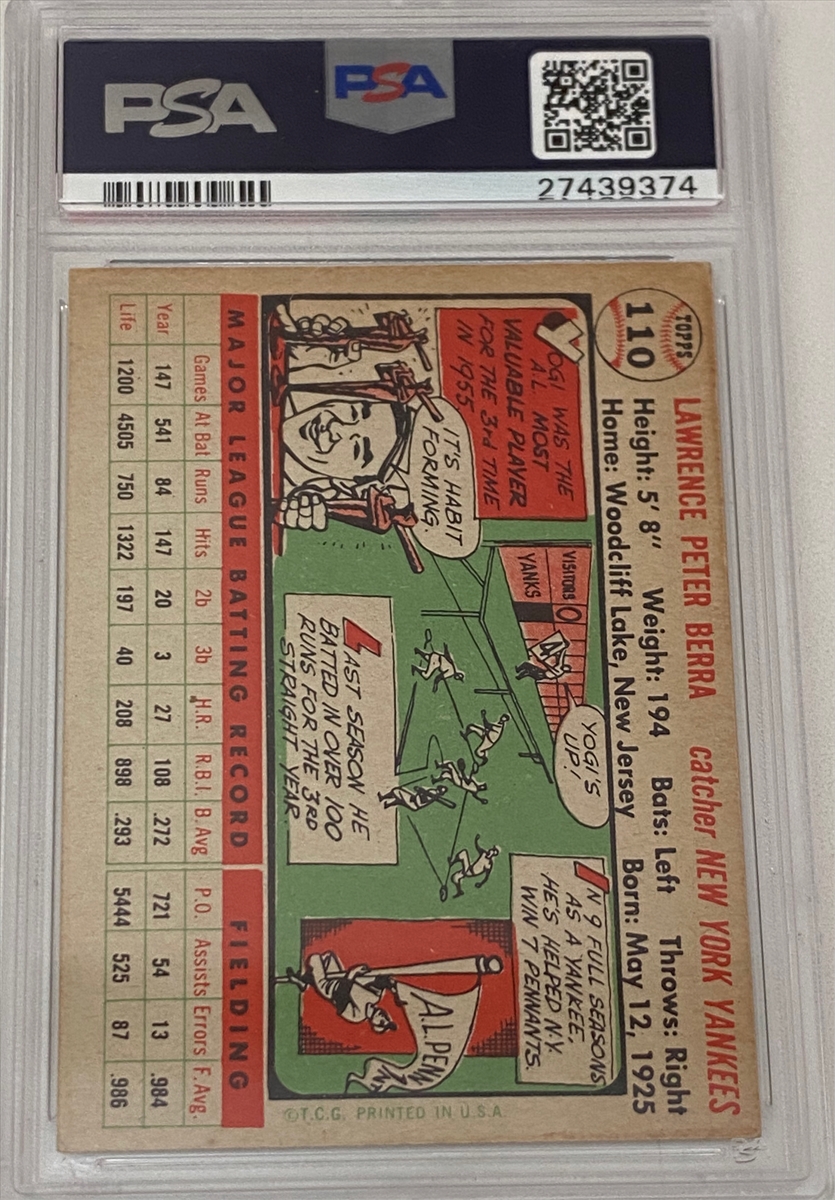 PSA
PSA
27439374
TOPPS
110
LAWRENCE PETER BERRA catcher NEW YORK YANKEES
Height: 5' 8" Weight: 194 Bats: Left Throws: Right
Home: Woodcliff Lake, New Jersey Born: May 12, 1925
YOGI WAS THE
A.L. MOST
VALUABLE PLAYER
FOR THE 3rd TIME
IN 1955
IT'S HABIT
FORMING.
VISITORS 0
YANKS
4
YOGI'S
UP!
LAST SEASON HE
BATTED IN OVER 100
RUNS FOR THE 3RD
STRAIGHT YEAR.
IN 9 FULL SEASONS
AS A YANKEE,
HE'S HELPED N.Y.
WIN 7 PENNANTS.
A.L. PENN
MAJOR LEAGUE BATTING RECORD FIELDING
Games At Bat Runs Hits 2b 3b H.R. R.B.I. B.Avg P.O. Assists Errors F.Avg.
Year 147 541 84 147 20 3 27 108 .272 721 54 13 .984
Life 1200 4505 750 1322 197 40 208 898 .293 5444 525 87 .986
©T.C.G. PRINTED IN U.S.A.